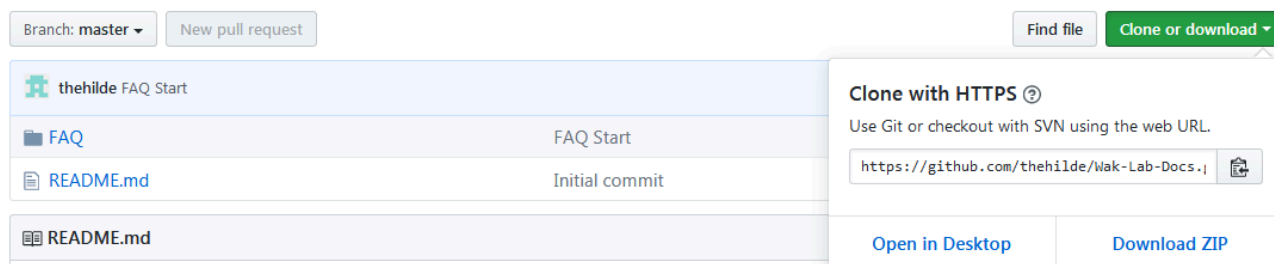 Branch: master New pull request Find file Clone or download
thehilde FAQ Start
FAQ FAQ Start
README.md Initial commit
README.md
Clone with HTTPS
Use Git or checkout with SVN using the web URL.
https://github.com/thehilde/Wak-Lab-Docs.
Open in Desktop Download ZIP